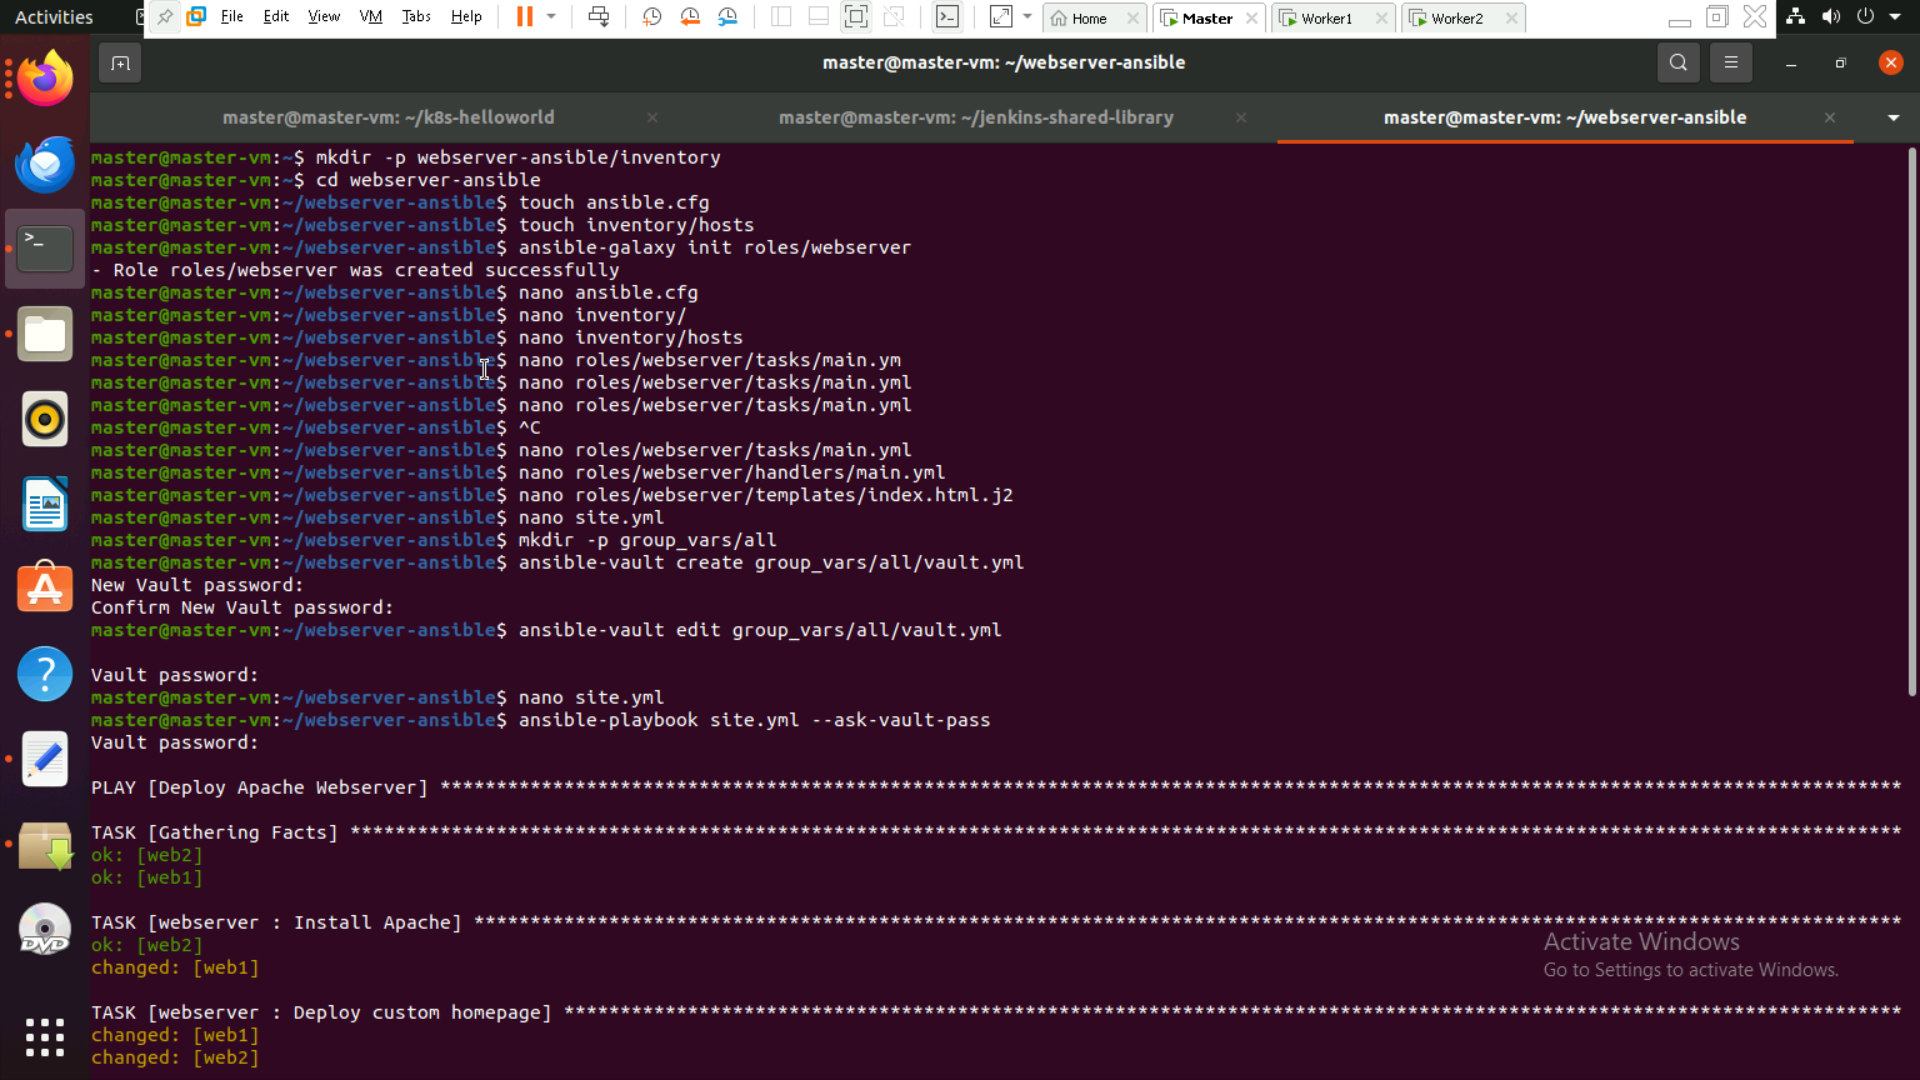 Activities File Edit View VM Tabs Help Home Master Worker1 Worker2
master@master-vm: ~/webserver-ansible
master@master-vm: ~/k8s-helloworld master@master-vm: ~/jenkins-shared-library master@master-vm: ~/webserver-ansible
master@master-vm:~$ mkdir -p webserver-ansible/inventory
master@master-vm:~$ cd webserver-ansible
master@master-vm:~/webserver-ansible$ touch ansible.cfg
master@master-vm:~/webserver-ansible$ touch inventory/hosts
master@master-vm:~/webserver-ansible$ ansible-galaxy init roles/webserver
- Role roles/webserver was created successfully
master@master-vm:~/webserver-ansible$ nano ansible.cfg
master@master-vm:~/webserver-ansible$ nano inventory/
master@master-vm:~/webserver-ansible$ nano inventory/hosts
master@master-vm:~/webserver-ansible$ nano roles/webserver/tasks/main.ym
master@master-vm:~/webserver-ansible$ nano roles/webserver/tasks/main.yml
master@master-vm:~/webserver-ansible$ nano roles/webserver/tasks/main.yml
master@master-vm:~/webserver-ansible$ ^C
master@master-vm:~/webserver-ansible$ nano roles/webserver/tasks/main.yml
master@master-vm:~/webserver-ansible$ nano roles/webserver/handlers/main.yml
master@master-vm:~/webserver-ansible$ nano roles/webserver/templates/index.html.j2
master@master-vm:~/webserver-ansible$ nano site.yml
master@master-vm:~/webserver-ansible$ mkdir -p group_vars/all
master@master-vm:~/webserver-ansible$ ansible-vault create group_vars/all/vault.yml
New Vault password:
Confirm New Vault password:
master@master-vm:~/webserver-ansible$ ansible-vault edit group_vars/all/vault.yml
Vault password:
master@master-vm:~/webserver-ansible$ nano site.yml
master@master-vm:~/webserver-ansible$ ansible-playbook site.yml --ask-vault-pass
Vault password:
PLAY [Deploy Apache Webserver] **********************************************************************************************************************************
TASK [Gathering Facts] ******************************************************************************************************************************************
ok: [web2]
ok: [web1]
TASK [webserver : Install Apache] *******************************************************************************************************************************
ok: [web2]
changed: [web1]
TASK [webserver : Deploy custom homepage] ***********************************************************************************************************************
changed: [web1]
changed: [web2]
Activate Windows
Go to Settings to activate Windows.
DVD